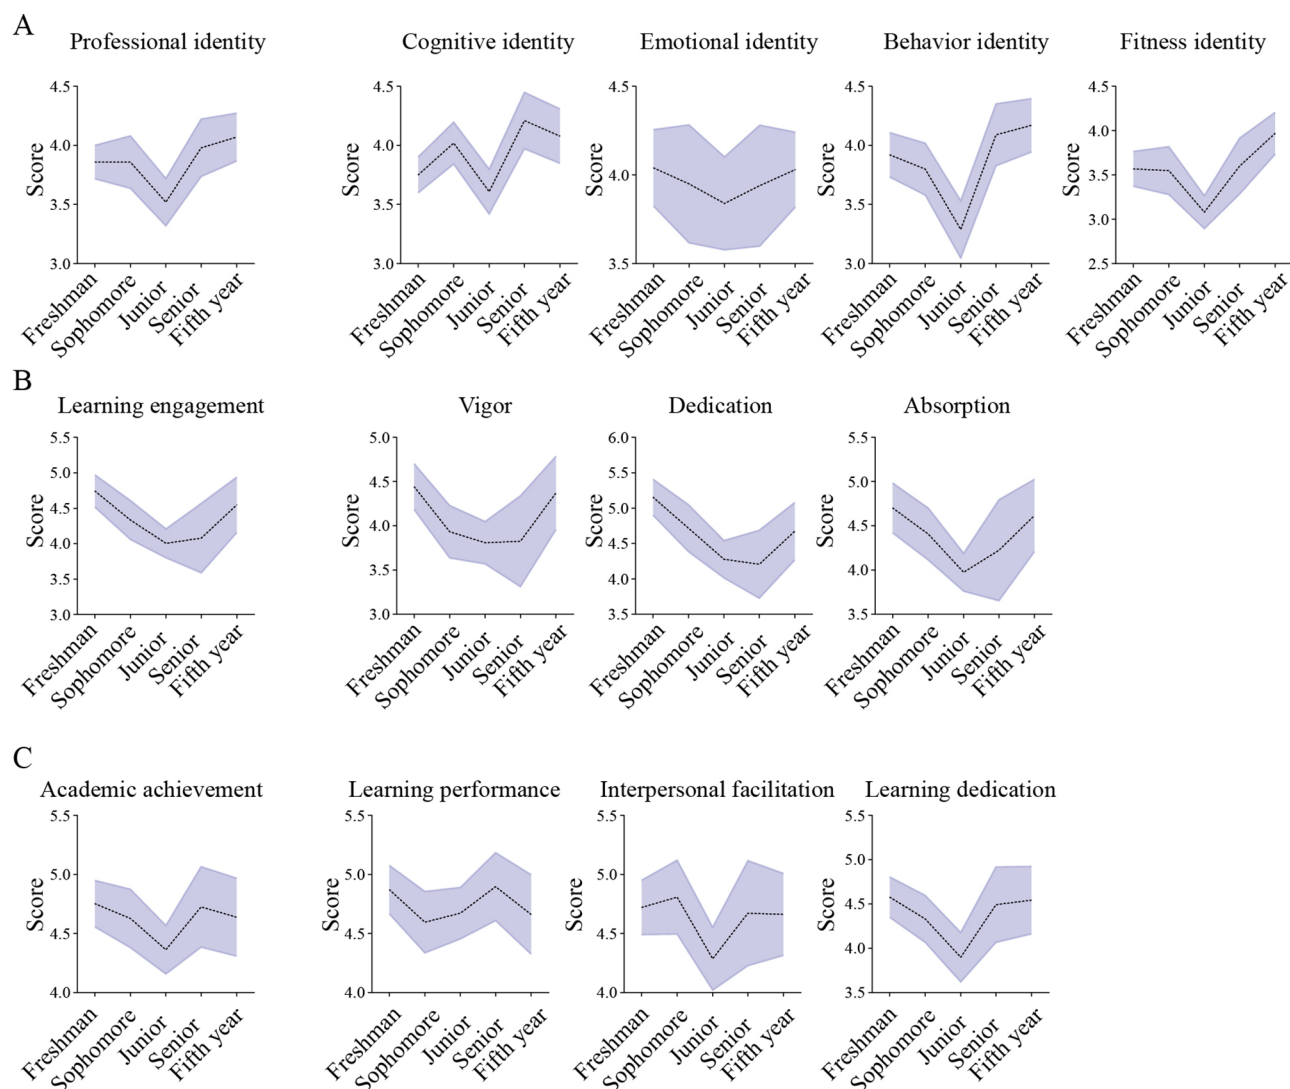 A
Professional identity
Cognitive identity
Emotional identity
Behavior identity
Fitness identity
Score
4.5
4.0
3.5
3.0
Freshman
Sophomore
Junior
Senior
Fifth year
Score
4.5
4.0
3.5
3.0
Freshman
Sophomore
Junior
Senior
Fifth year
Score
4.5
4.0
3.5
Freshman
Sophomore
Junior
Senior
Fifth year
Score
4.5
4.0
3.5
3.0
Freshman
Sophomore
Junior
Senior
Fifth year
Score
4.5
4.0
3.5
3.0
2.5
Freshman
Sophomore
Junior
Senior
Fifth year
B
Learning engagement
Vigor
Dedication
Absorption
Score
5.5
5.0
4.5
4.0
3.5
3.0
Freshman
Sophomore
Junior
Senior
Fifth year
Score
5.0
4.5
4.0
3.5
3.0
Freshman
Sophomore
Junior
Senior
Fifth year
Score
6.0
5.5
5.0
4.5
4.0
3.5
Freshman
Sophomore
Junior
Senior
Fifth year
Score
5.5
5.0
4.5
4.0
3.5
Freshman
Sophomore
Junior
Senior
Fifth year
C
Academic achievement
Learning performance
Interpersonal facilitation
Learning dedication
Score
5.5
5.0
4.5
4.0
Freshman
Sophomore
Junior
Senior
Fifth year
Score
5.5
5.0
4.5
4.0
Freshman
Sophomore
Junior
Senior
Fifth year
Score
5.5
5.0
4.5
4.0
Freshman
Sophomore
Junior
Senior
Fifth year
Score
5.5
5.0
4.5
4.0
3.5
Freshman
Sophomore
Junior
Senior
Fifth year